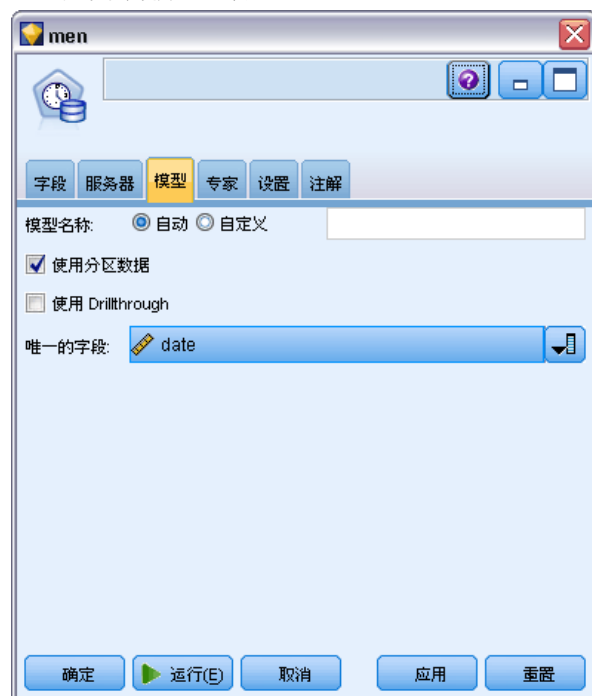 men
字段 服务器 模型 专家 设置 注解
模型名称: 自动 自定义
使用分区数据
使用 Drillthrough
唯一的字段: date
确定 运行(E) 取消 应用 重置